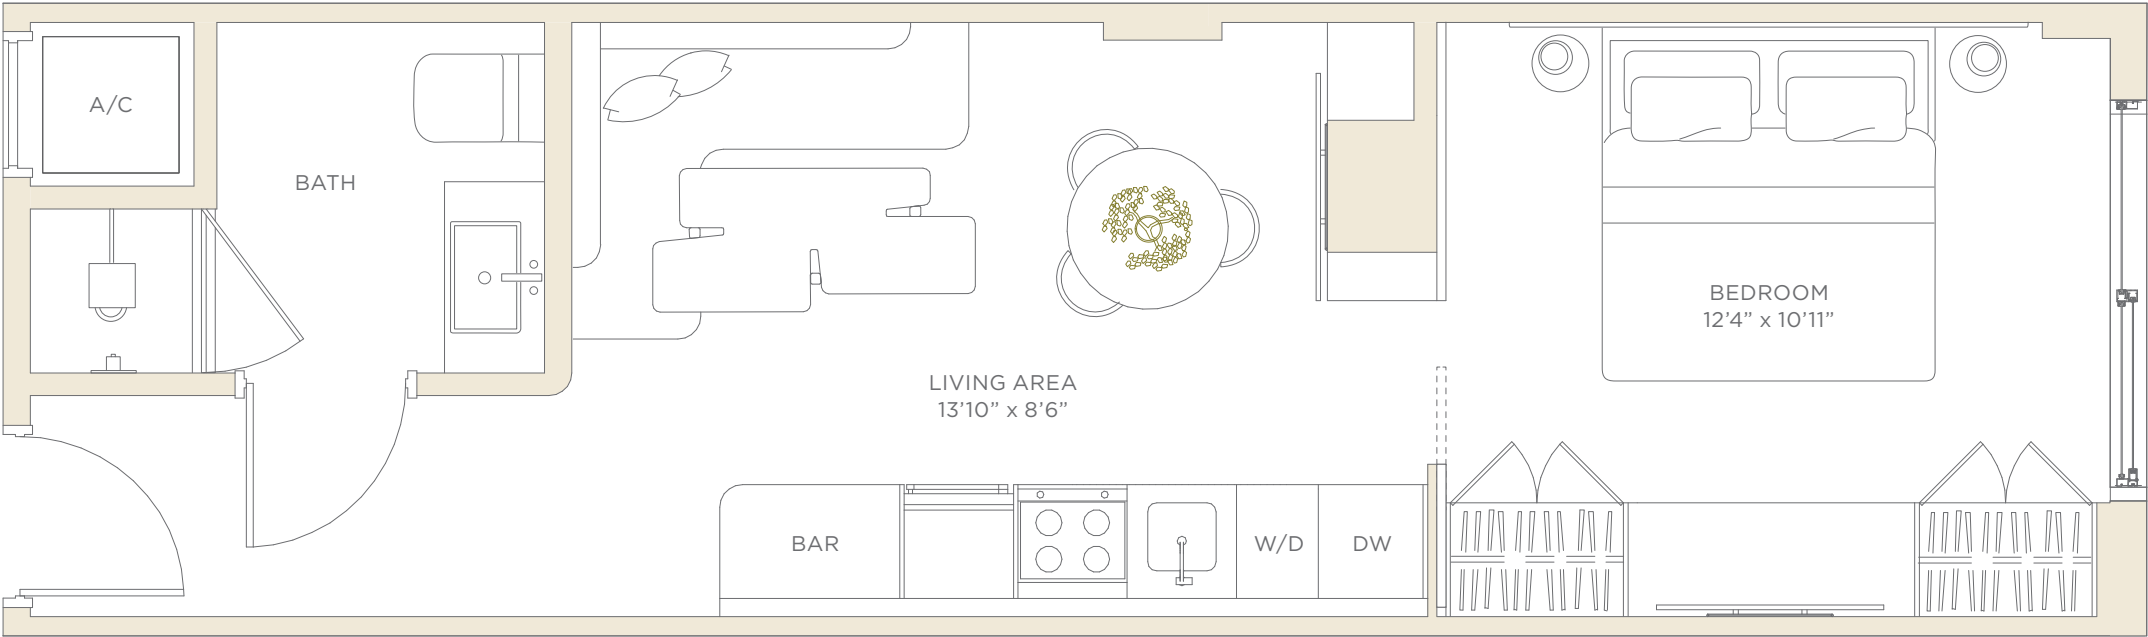 A/C
BATH
BEDROOM
12’4” x 10’11”
LIVING AREA
13’10” x 8’6”
BAR
W/D
DW